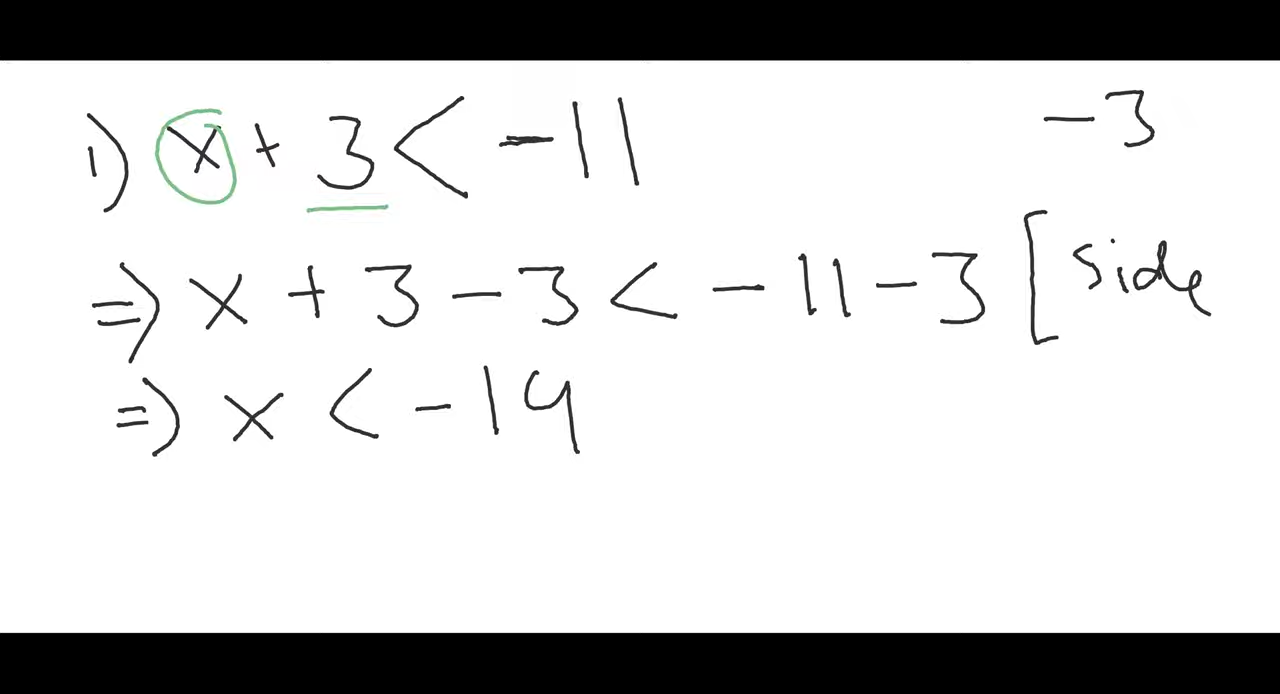 1) x + 3 < -11
-3
=) x + 3 - 3 < -11 - 3 [ side
=) x < -14